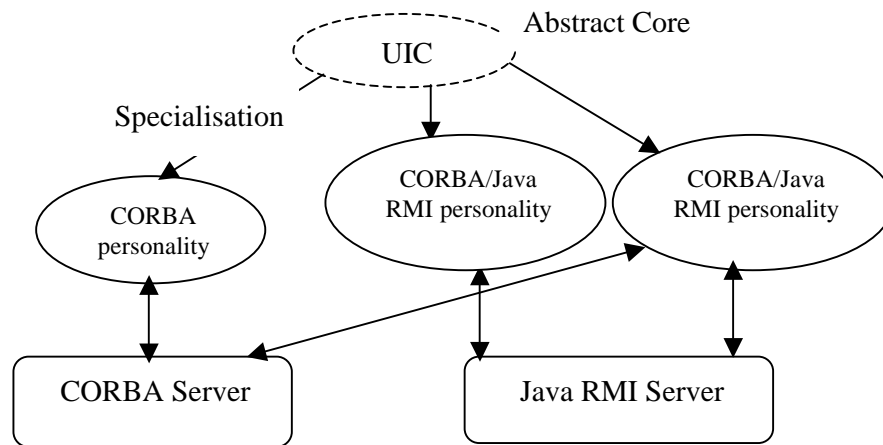 Abstract Core
UIC
Specialisation
CORBA/Java
RMI personality
CORBA/Java
RMI personality
CORBA
personality
CORBA Server
Java RMI Server